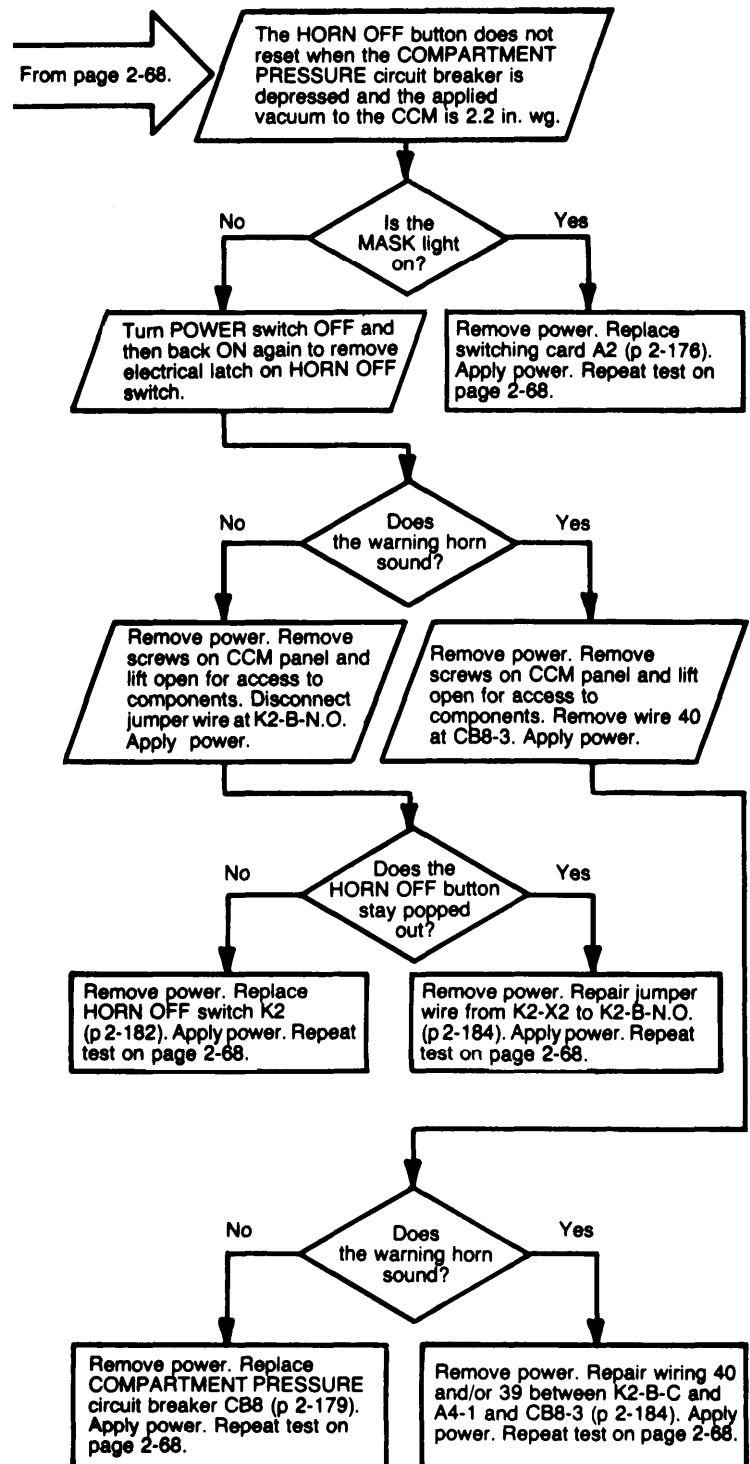 From page 2-68.
The HORN OFF button does not
reset when the COMPARTMENT
PRESSURE circuit breaker is
depressed and the applied
vacuum to the CCM is 2.2 in. wg.
No
Is the
MASK light
on?
Yes
Turn POWER switch OFF and
then back ON again to remove
electrical latch on HORN OFF
switch.
Remove power. Replace
switching card A2 (p 2-176).
Apply power. Repeat test on
page 2-68.
No
Does
the warning horn
sound?
Yes
Remove power. Remove
screws on CCM panel and
lift open for access to
components. Disconnect
jumper wire at K2-B-N.O.
Apply power.
Remove power. Remove
screws on CCM panel and lift
open for access to
components. Remove wire 40
at CB8-3. Apply power.
No
Does the
HORN OFF button
stay popped
out?
Yes
Remove power. Replace
HORN OFF switch K2
(p 2-182). Apply power. Repeat
test on page 2-68.
Remove power. Repair jumper
wire from K2-X2 to K2-B-N.O.
(p 2-184). Apply power. Repeat
test on page 2-68.
No
Does
the warning horn
sound?
Yes
Remove power. Replace
COMPARTMENT PRESSURE
circuit breaker CB8 (p 2-179).
Apply power. Repeat test on
page 2-68.
Remove power. Repair wiring 40
and/or 39 between K2-B-C and
A4-1 and CB8-3 (p 2-184). Apply
power. Repeat test on page 2-68.